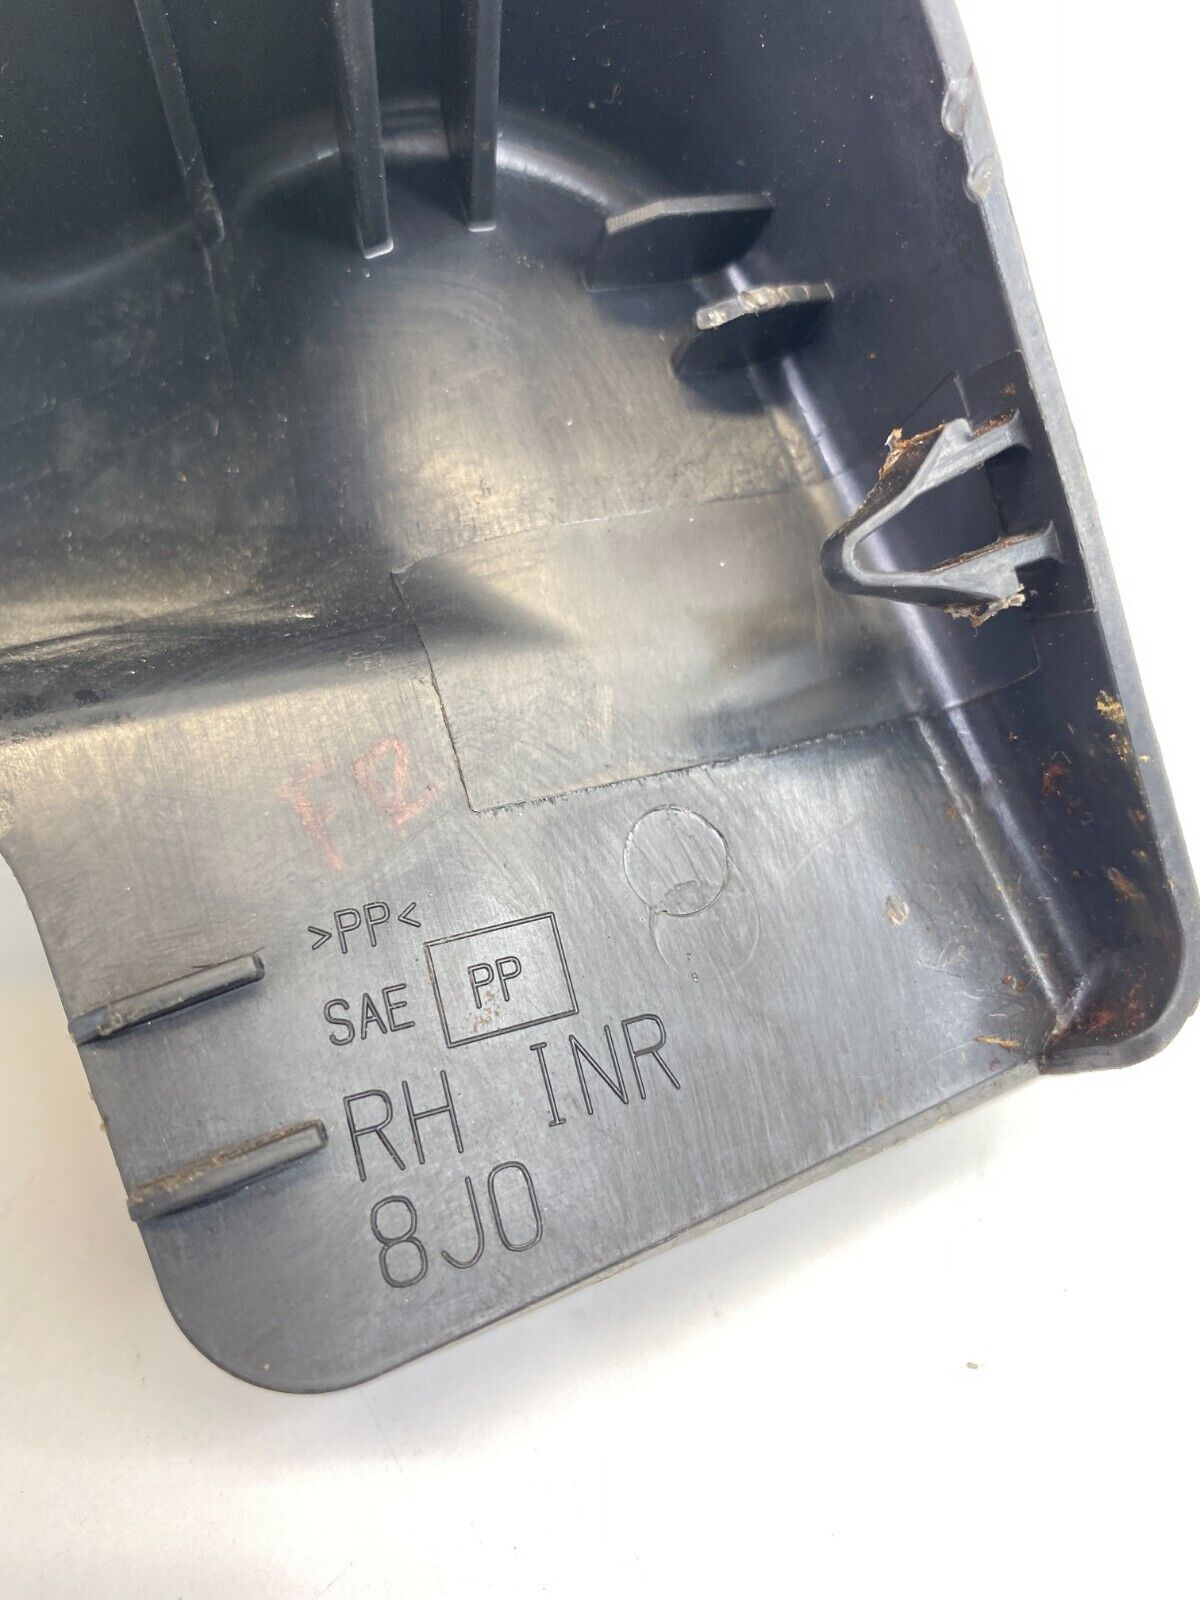 FR
>PP<
SAE PP
RH INR
8J0